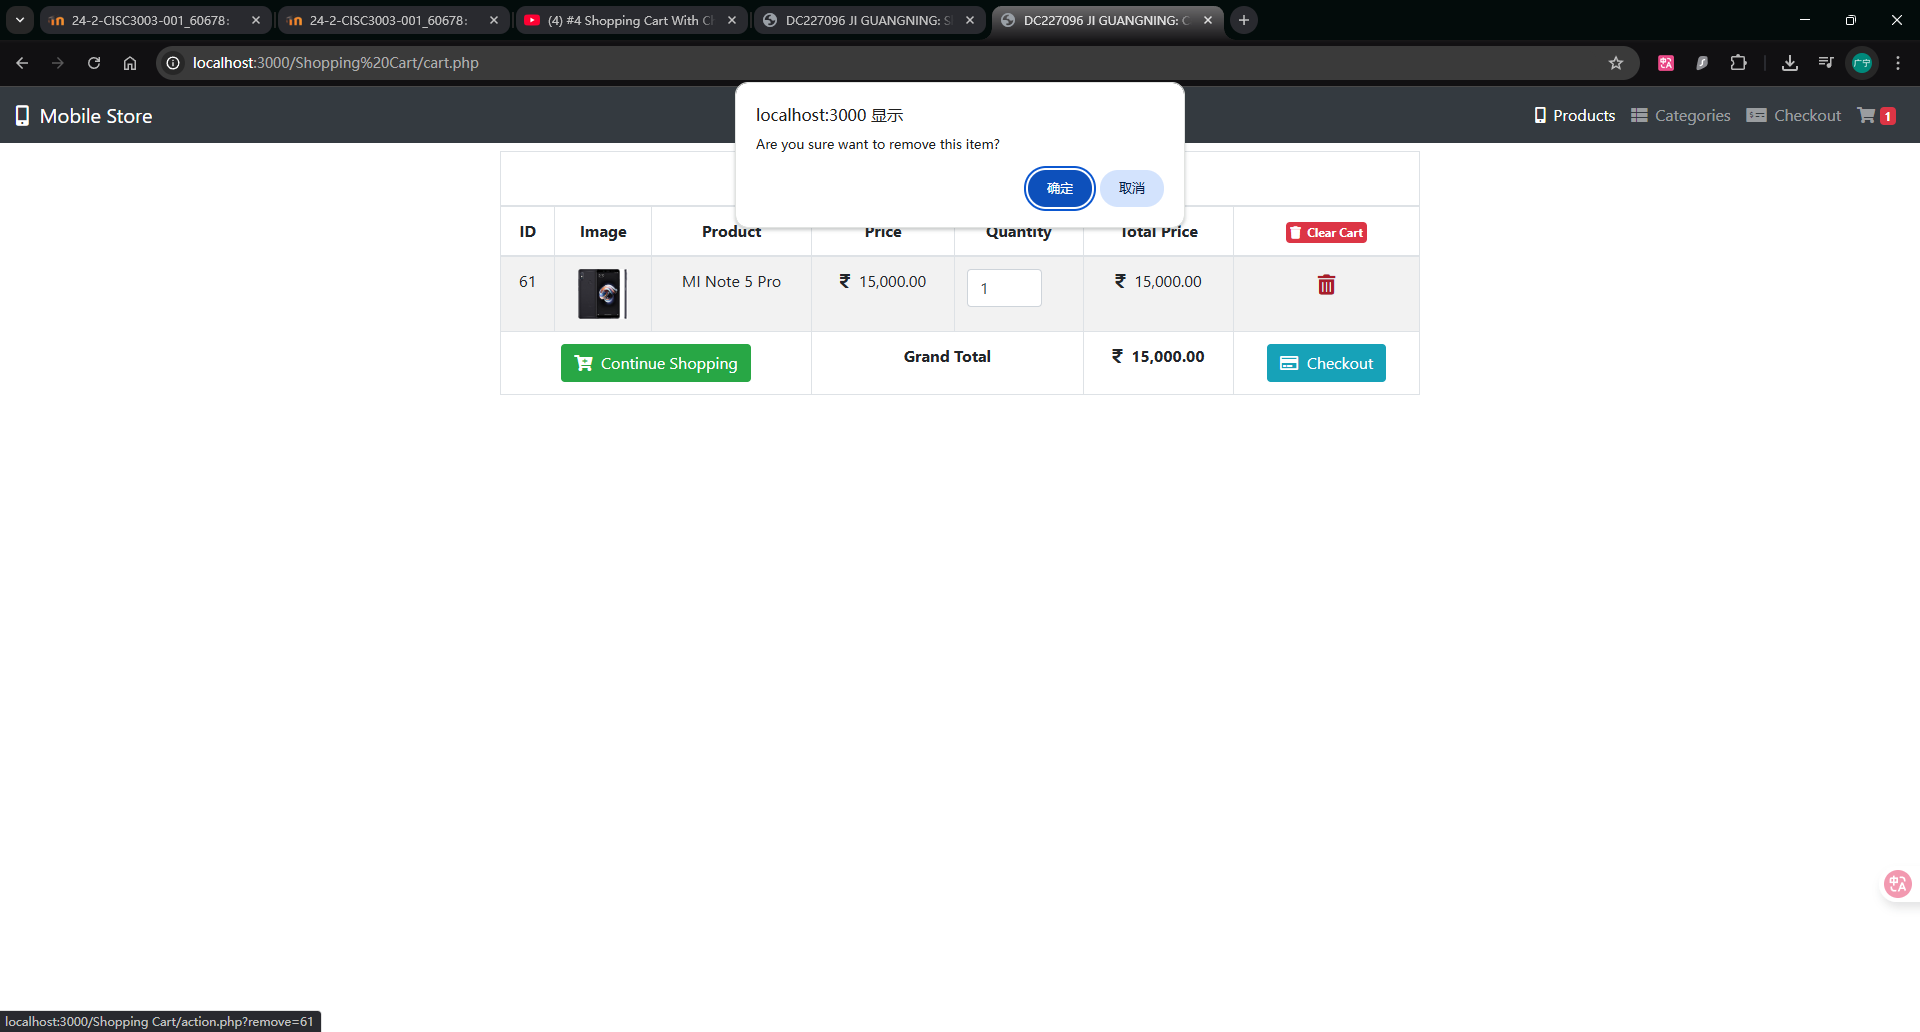 24-2-CISC3003-001_60678:
24-2-CISC3003-001_60678:
(4) #4 Shopping Cart With Ch
DC227096 JI GUANGNING: S
DC227096 JI GUANGNING: C
localhost:3000/Shopping%20Cart/cart.php
广宁
Mobile Store
Products
Categories
Checkout
1
localhost:3000 显示
Are you sure want to remove this item?
确定
取消
ID
Image
Product
Price
Quantity
Total Price
Clear Cart
61
MI Note 5 Pro
₹ 15,000.00
1
₹ 15,000.00
Continue Shopping
Grand Total
₹ 15,000.00
Checkout
localhost:3000/Shopping Cart/action.php?remove=61